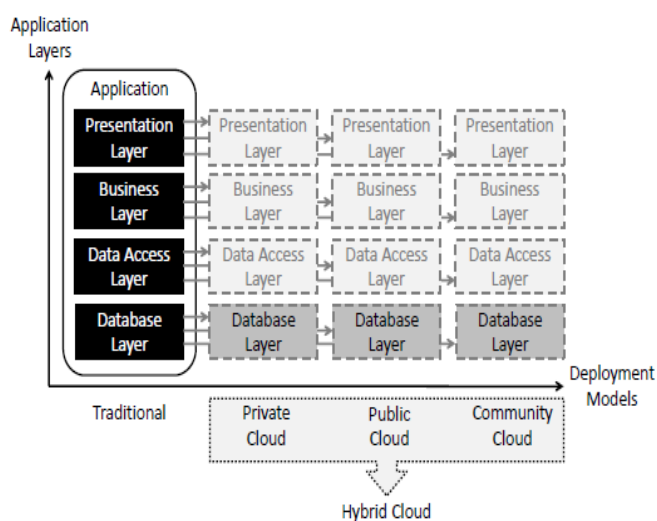 Application
Layers
Application
Presentation
Layer
Presentation
Layer
Presentation
Layer
Presentation
Layer
Business
Layer
Business
Layer
Business
Layer
Business
Layer
Data Access
Layer
Data Access
Layer
Data Access
Layer
Data Access
Layer
Database
Layer
Database
Layer
Database
Layer
Database
Layer
Deployment
Models
Traditional
Private
Cloud
Public
Cloud
Community
Cloud
Hybrid Cloud